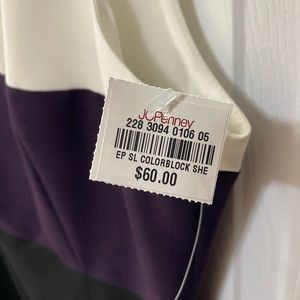 JCPenney
228 3094 0106 05
EP SL COLORBLOCK SHE
$60.00